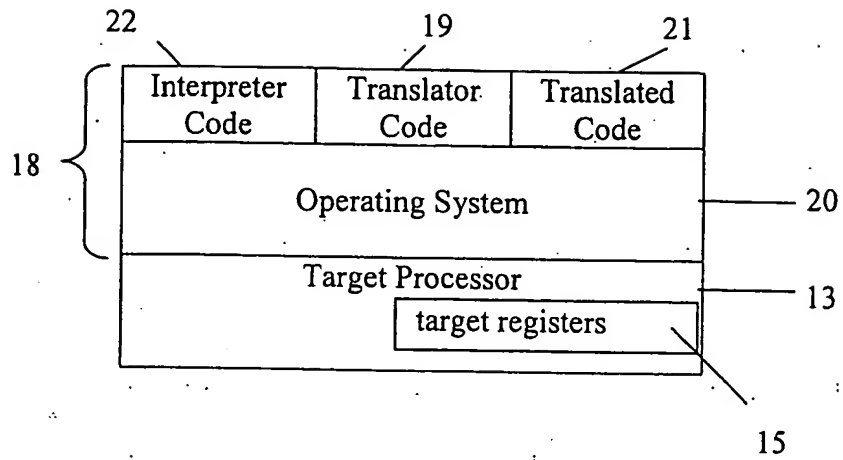 22
19
21
Interpreter
Code
Translator
Code
Translated
Code
18
Operating System
20
Target Processor
13
target registers
15